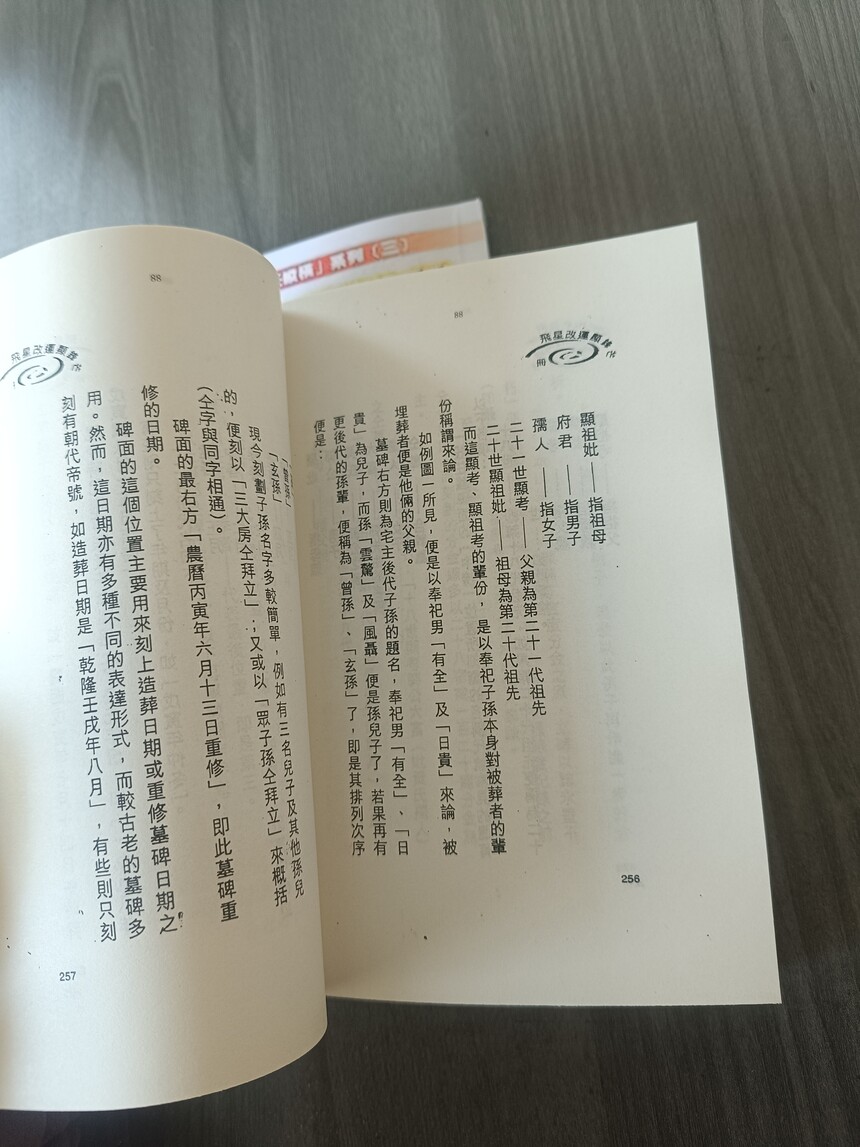 系列（三）
88
飛星改運顯鋒芒
冊
顯祖妣——指祖母
府君——指男子
孺人——指女子
二十一世顯考——父親為第二十一代祖先
二十世顯祖妣——祖母為第二十代祖先
而這顯考、顯祖考的輩份，是以奉祀子孫本身對被葬者的輩
份稱謂來論。
如例圖一所見，便是以奉祀男「有全」及「日貴」來論，被
埋葬者便是他倆的父親。
墓碑右方則為宅主後代子孫的題名，奉祀男「有全」、「日
貴」為兒子，而孫「雲驚」及「風聶」便是孫兒子了，若果再有
更後代的孫輩，便稱為「曾孫」、「玄孫」了，即是其排列次序
便是：
256
88
飛星改運顯鋒芒
「曾孫」
「玄孫」
現今刻劃子孫名字多較簡單，例如有三名兒子及其他孫兒
的，便刻以「三大房仝拜立」；又或以「眾子孫仝拜立」來概括
（仝字與同字相通）。
碑面的最右方「農曆丙寅年六月十三日重修」，即此墓碑重
修的日期。
碑面的這個位置主要用來刻上造葬日期或重修墓碑日期之
用。然而，這日期亦有多種不同的表達形式，而較古老的墓碑多
刻有朝代帝號，如造葬日期是「乾隆壬戌年八月」，有些則只刻
257